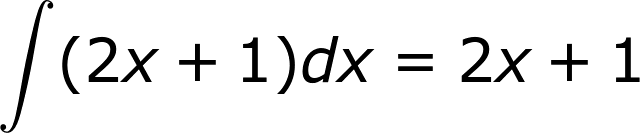 ∫(2x + 1)dx = 2x + 1